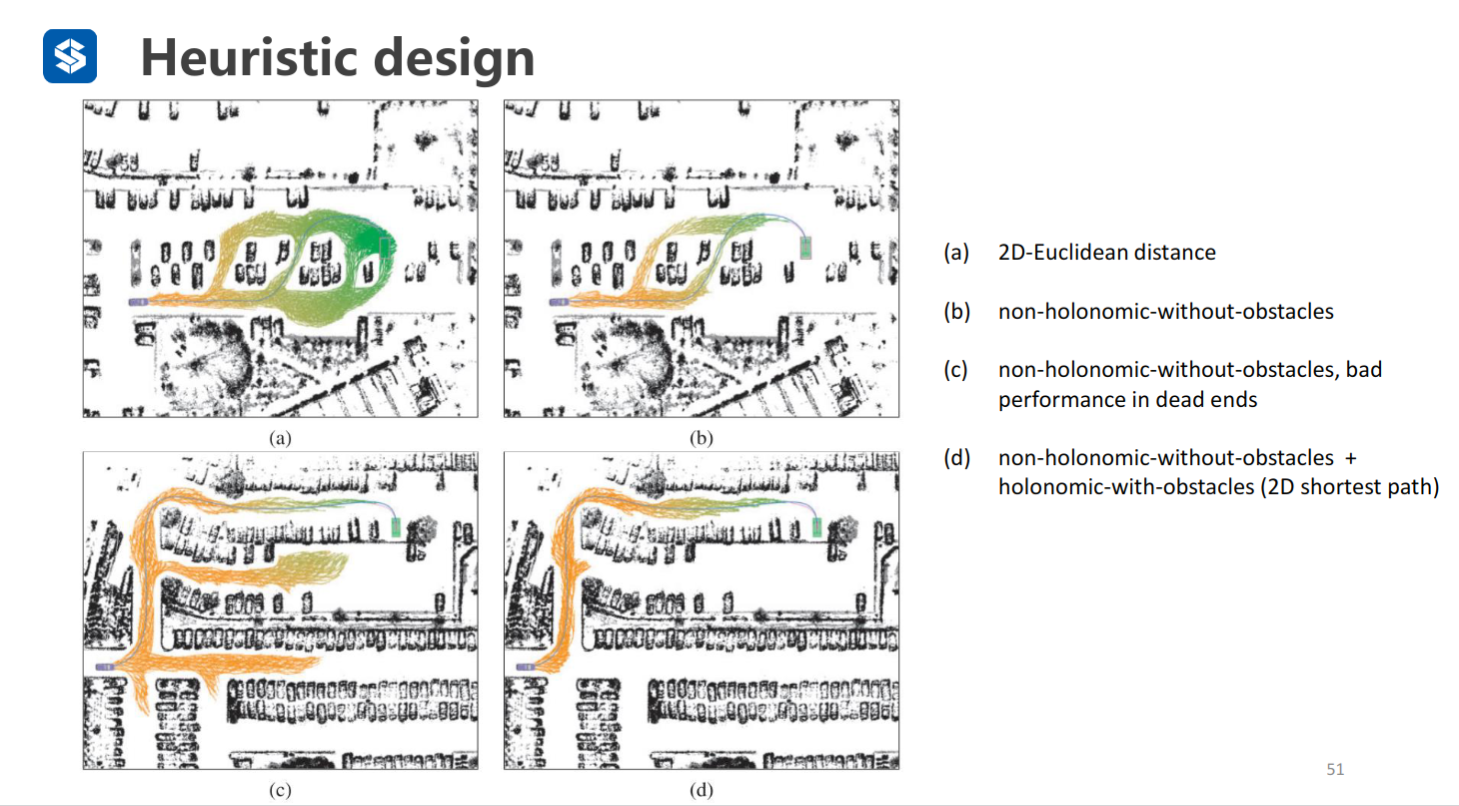 Heuristic design
(a)
(b)
(c)
(d)
(a) 2D-Euclidean distance
(b) non-holonomic-without-obstacles
(c) non-holonomic-without-obstacles, bad
performance in dead ends
(d) non-holonomic-without-obstacles +
holonomic-with-obstacles (2D shortest path)
51